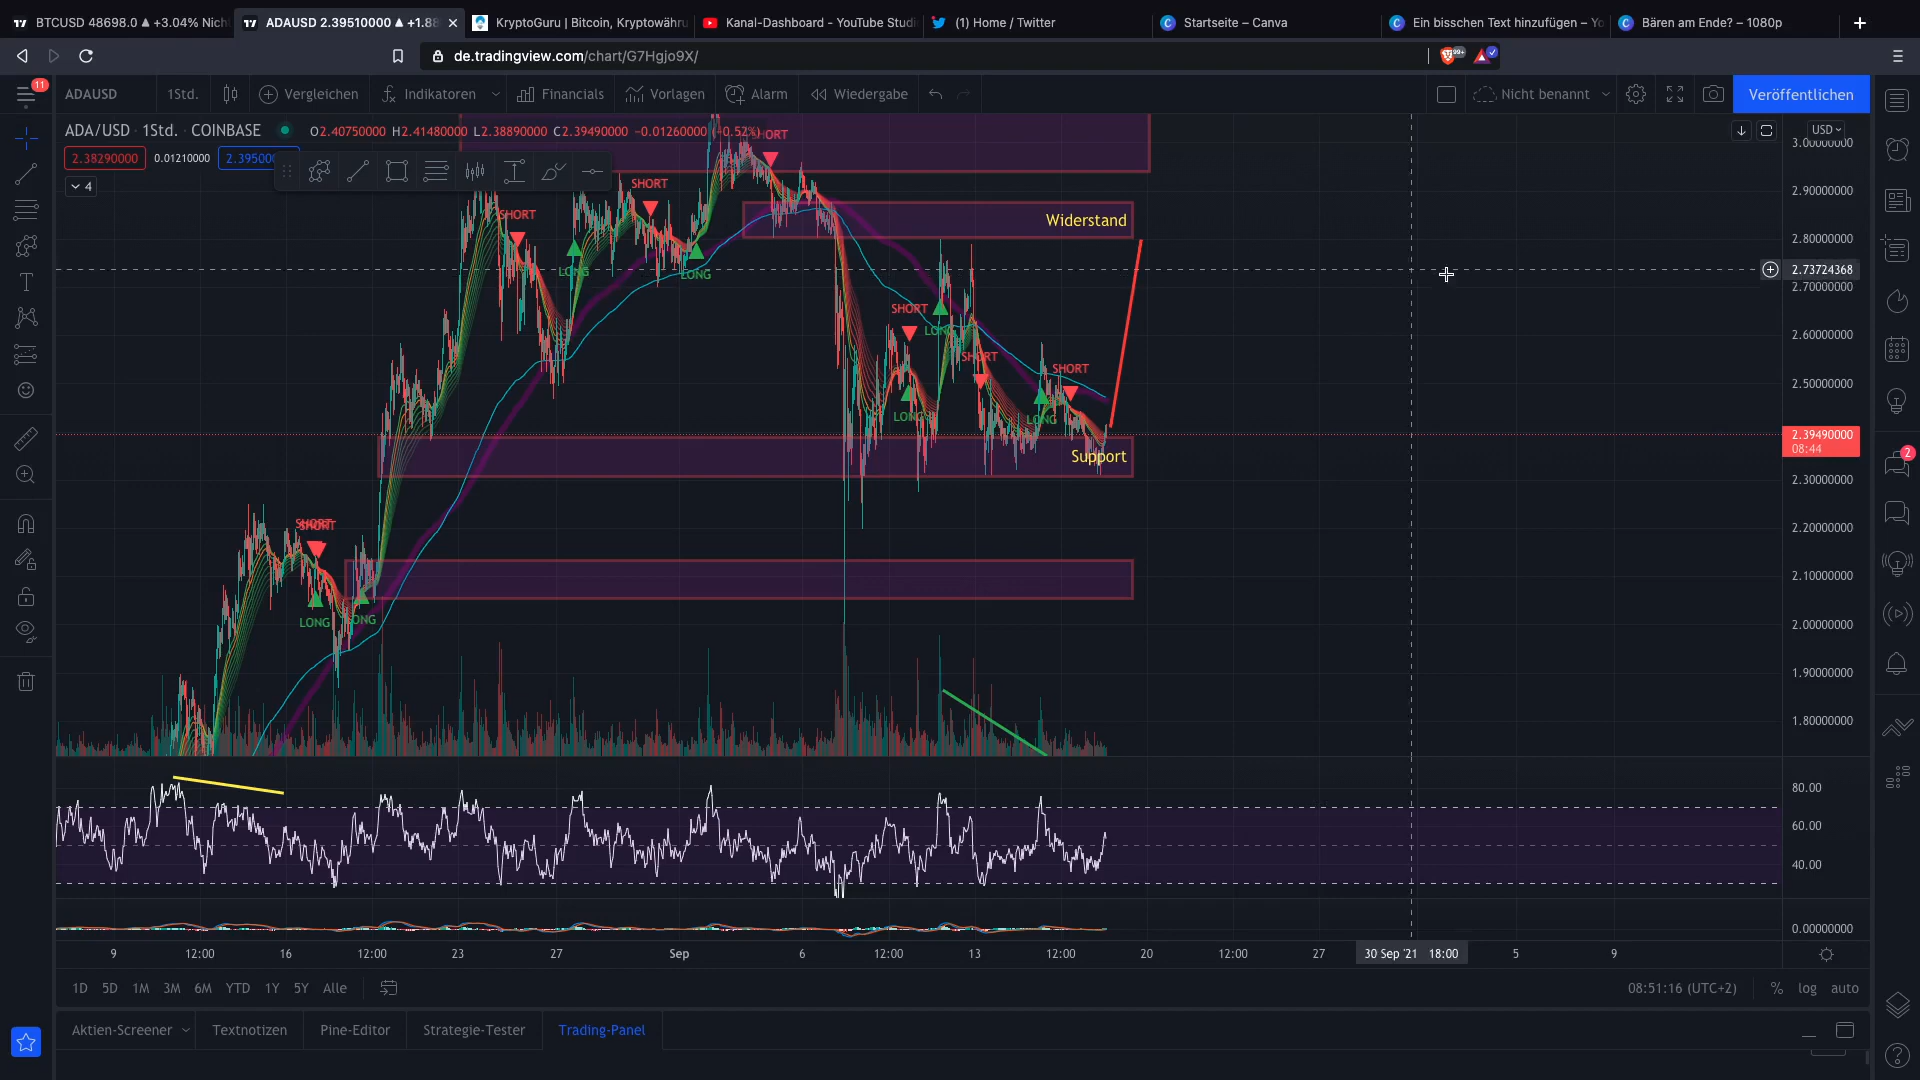 BTCUSD 48698.0 ▲ +3.04% Nich
ADAUSD 2.39510000 ▲ +1.88
KryptoGuru | Bitcoin, Kryptowähru
Kanal-Dashboard - YouTube Studi
(1) Home / Twitter
Startseite – Canva
Ein bisschen Text hinzufügen – Yo
Bären am Ende? – 1080p
de.tradingview.com/chart/G7Hgjo9X/
99+
11
ADAUSD
1Std.
Vergleichen
Indikatoren
Financials
Vorlagen
Alarm
Wiedergabe
Nicht benannt
Veröffentlichen
ADA/USD · 1Std. · COINBASE
O2.40750000 H2.41480000 L2.38890000 C2.39490000 −0.01260000 (−0.52%)
2.38290000
0.01210000
2.39500
4
USD
3.00000000
2.90000000
2.80000000
2.73724368
2.70000000
2.60000000
2.50000000
2.39490000
08:44
2.30000000
2.20000000
2.10000000
2.00000000
1.90000000
1.80000000
80.00
60.00
40.00
0.00000000
SHORT
SHORT
SHORT
LONG
LONG
Widerstand
SHORT
LONG
SHORT
SHORT
LONG
LONG
Support
SHORT
SHORT
LONG
LONG
2
9
12:00
16
12:00
23
27
Sep
6
12:00
13
12:00
20
12:00
27
30 Sep '21 18:00
5
9
1D
5D
1M
3M
6M
YTD
1Y
5Y
Alle
08:51:16 (UTC+2)
%
log
auto
Aktien-Screener
Textnotizen
Pine-Editor
Strategie-Tester
Trading-Panel